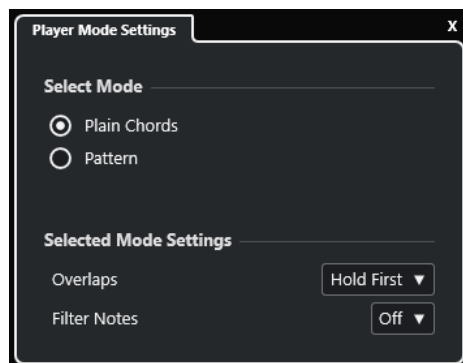 Player Mode Settings X
Select Mode
Plain Chords
Pattern
Selected Mode Settings
Overlaps Hold First ▼
Filter Notes Off ▼